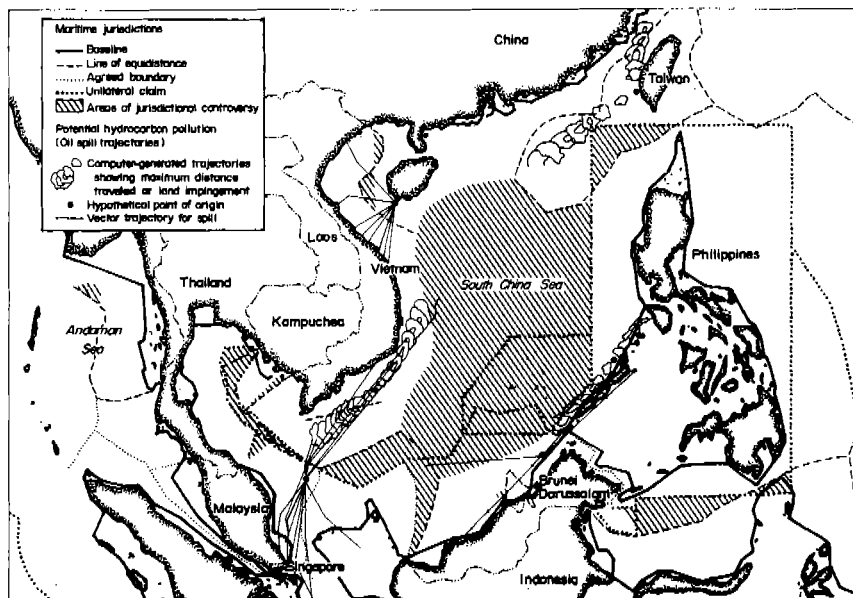 Maritime jurisdictions
Baseline
Line of equidistance
Agreed boundary
Unilateral claim
Areas of jurisdictional controversy
Potential hydrocarbon pollution
(Oil spill trajectories)
Computer-generated trajectories
showing maximum distance
traveled or land impingement
Hypothetical point of origin
Vector trajectory for spill
China
Taiwan
Laos
Vietnam
Thailand
Philippines
South China Sea
Kampuchea
Andaman
Sea
Malaysia
Brunei
Darussalam
Singapore
Indonesia